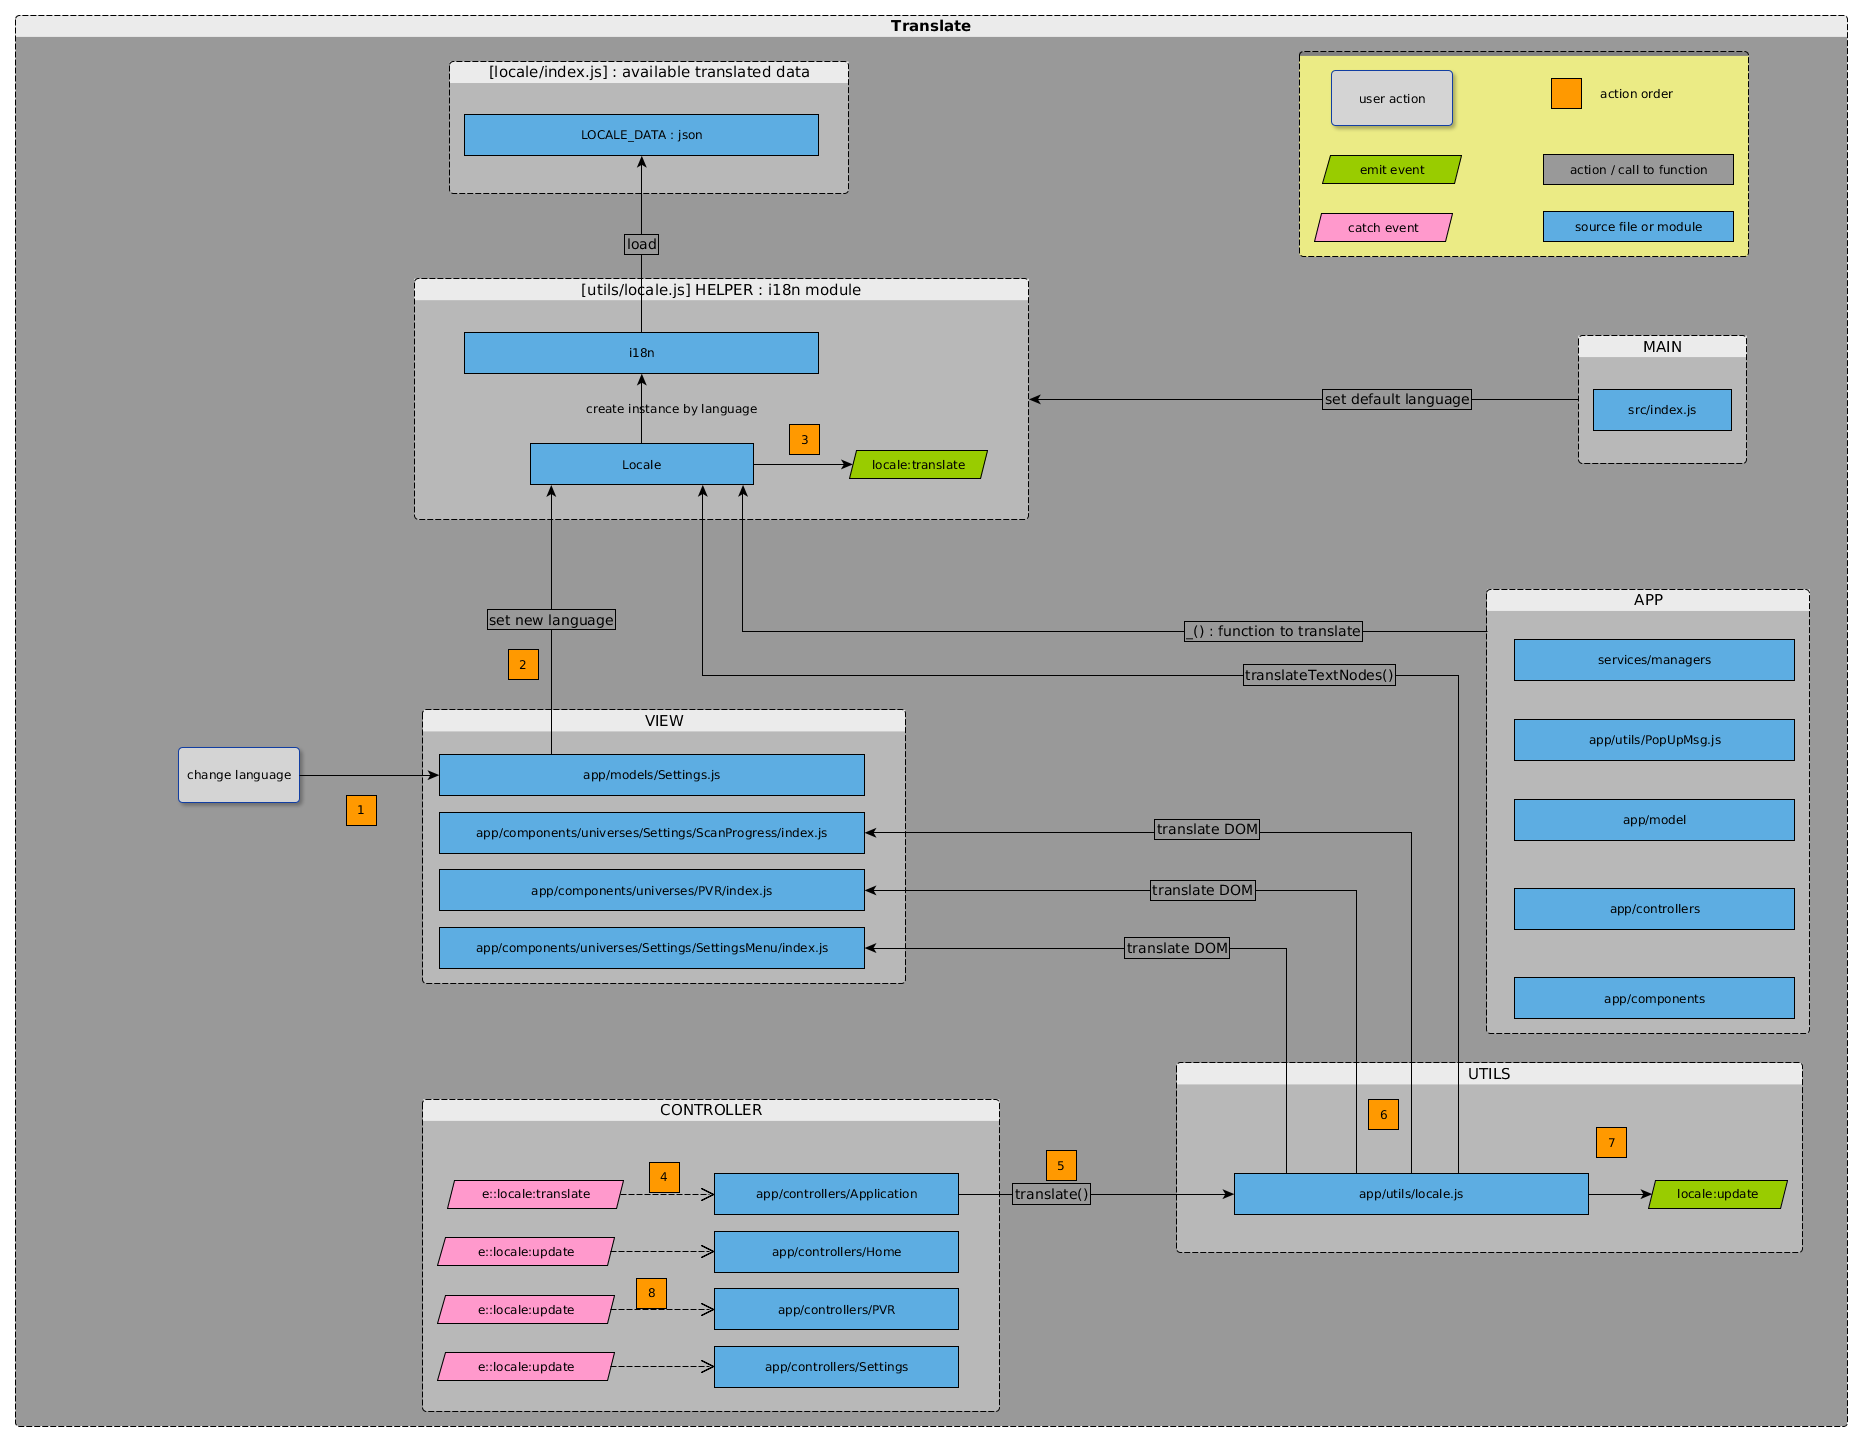 Translate
[locale/index.js] : available translated data
LOCALE_DATA : json
user action
action order
emit event
action / call to function
catch event
source file or module
load
[utils/locale.js] HELPER : i18n module
i18n
create instance by language
3
Locale
locale:translate
set default language
MAIN
src/index.js
set new language
2
_() : function to translate
translateTextNodes()
APP
services/managers
app/utils/PopUpMsg.js
app/model
app/controllers
app/components
change language
1
VIEW
app/models/Settings.js
app/components/universes/Settings/ScanProgress/index.js
app/components/universes/PVR/index.js
app/components/universes/Settings/SettingsMenu/index.js
translate DOM
translate DOM
translate DOM
CONTROLLER
e::locale:translate
4
app/controllers/Application
e::locale:update
app/controllers/Home
8
e::locale:update
app/controllers/PVR
e::locale:update
app/controllers/Settings
5
translate()
UTILS
6
7
app/utils/locale.js
locale:update